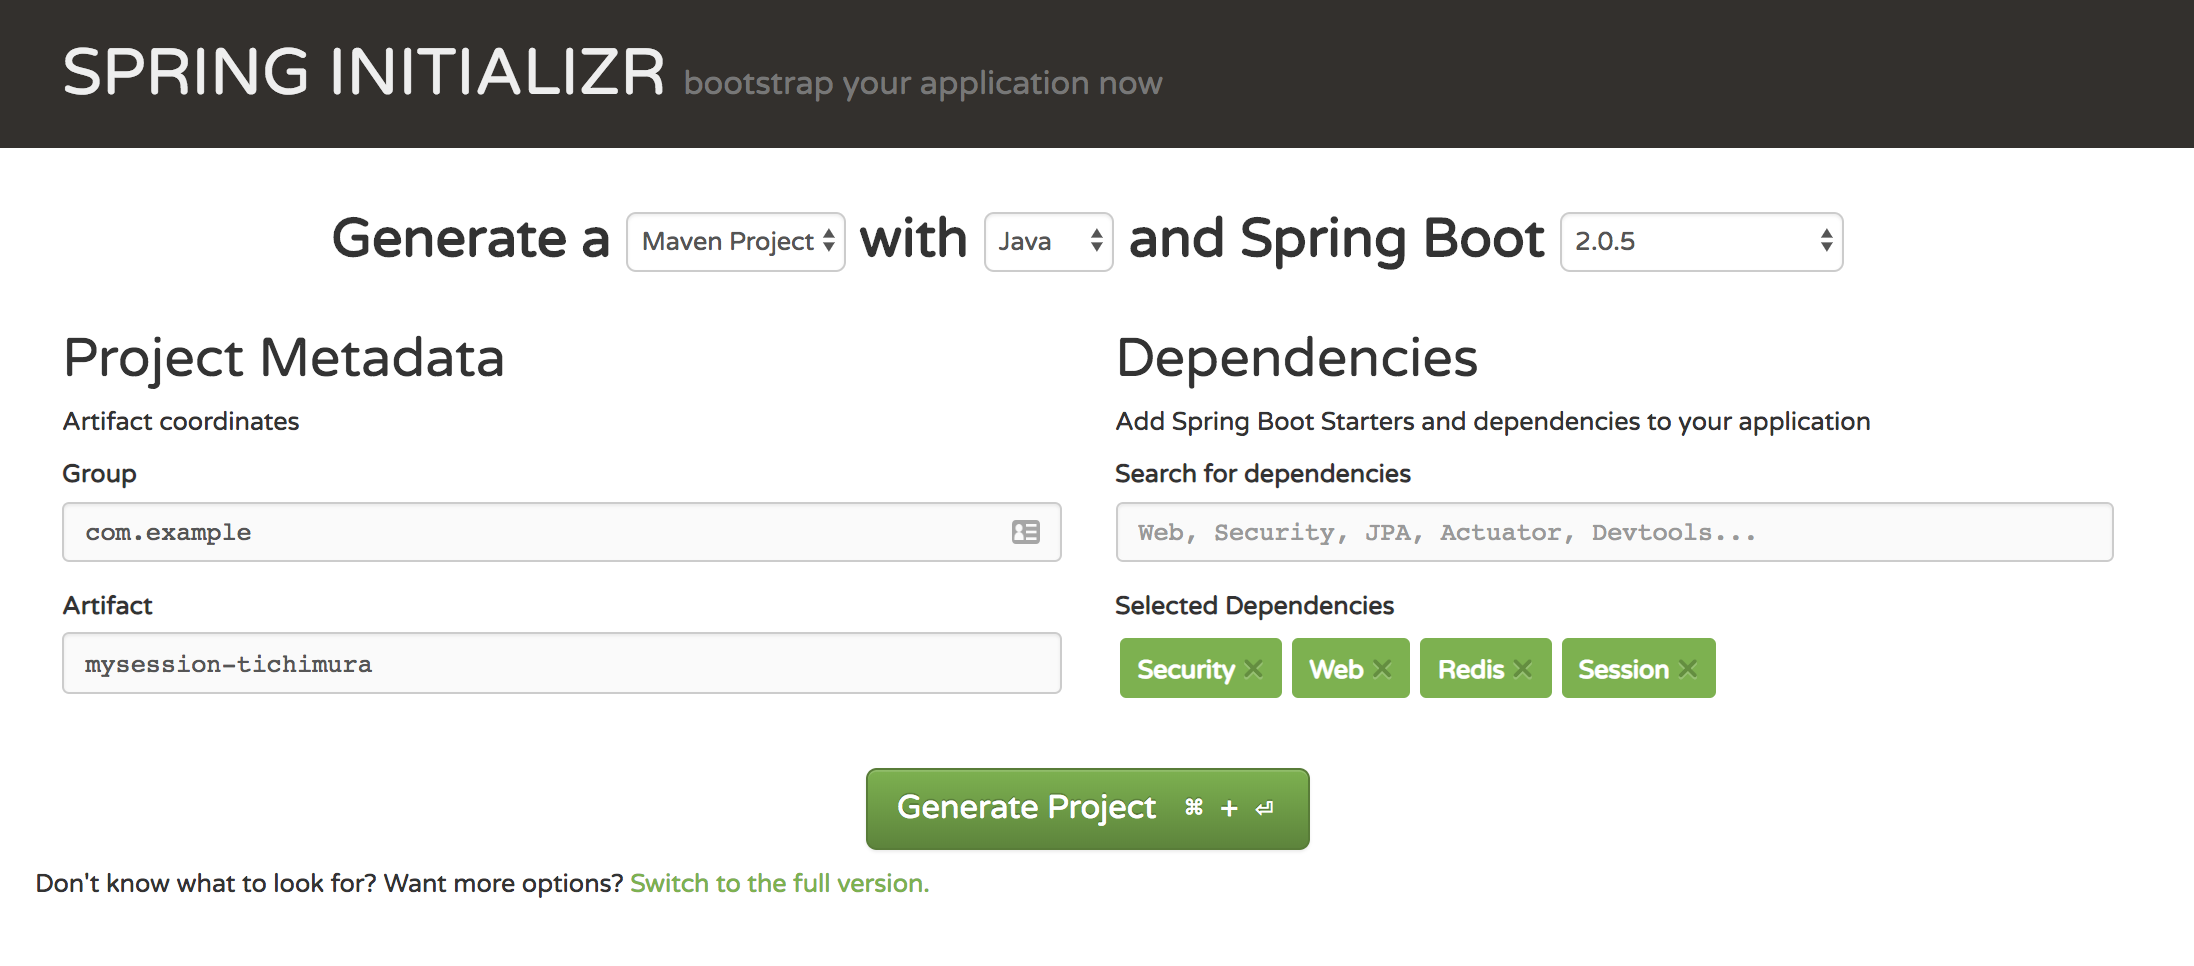 SPRING INITIALIZR bootstrap your application now
Generate a Maven Project with Java and Spring Boot 2.0.5
Project Metadata
Artifact coordinates
Group
com.example
Artifact
mysession-tichimura
Dependencies
Add Spring Boot Starters and dependencies to your application
Search for dependencies
Web, Security, JPA, Actuator, Devtools...
Selected Dependencies
Security × Web × Redis × Session ×
Generate Project ⌘ + ⏎
Don't know what to look for? Want more options? Switch to the full version.